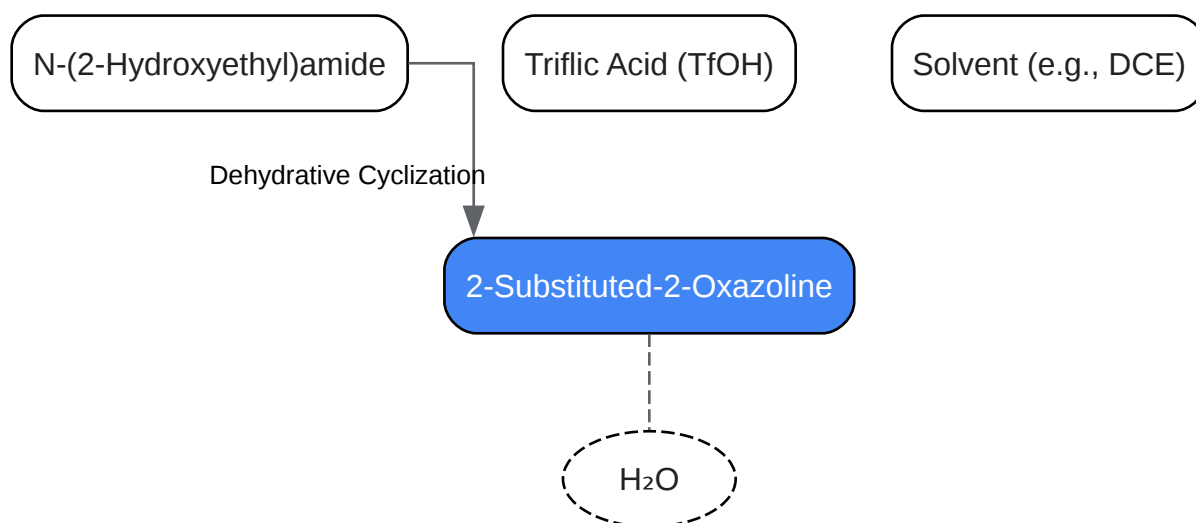 N-(2-Hydroxyethyl)amide
Triflic Acid (TfOH)
Solvent (e.g., DCE)
Dehydrative Cyclization
2-Substituted-2-Oxazoline
H₂O